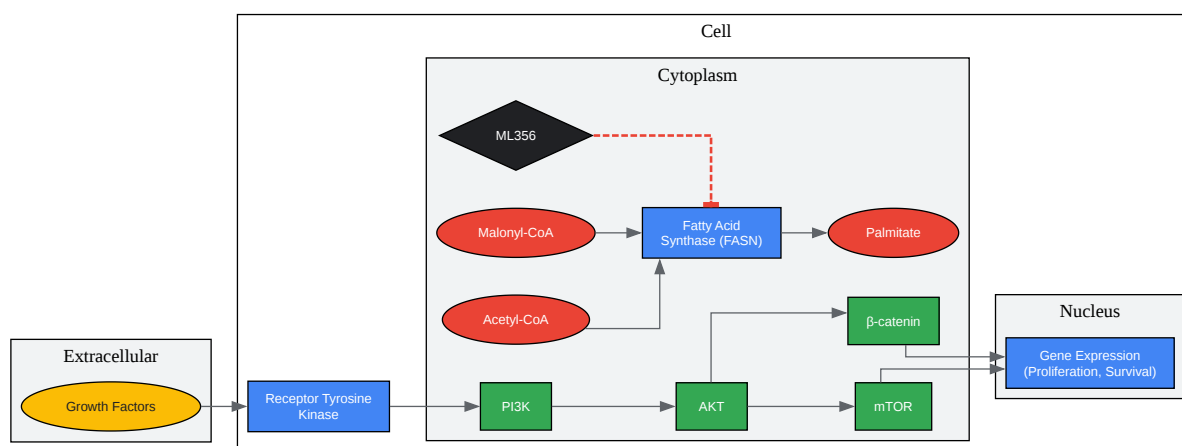 Cell
Cytoplasm
ML356
Malonyl-CoA
Fatty Acid
Synthase (FASN)
Palmitate
Acetyl-CoA
β-catenin
Nucleus
Gene Expression
(Proliferation, Survival)
Extracellular
Growth Factors
Receptor Tyrosine
Kinase
PI3K
AKT
mTOR